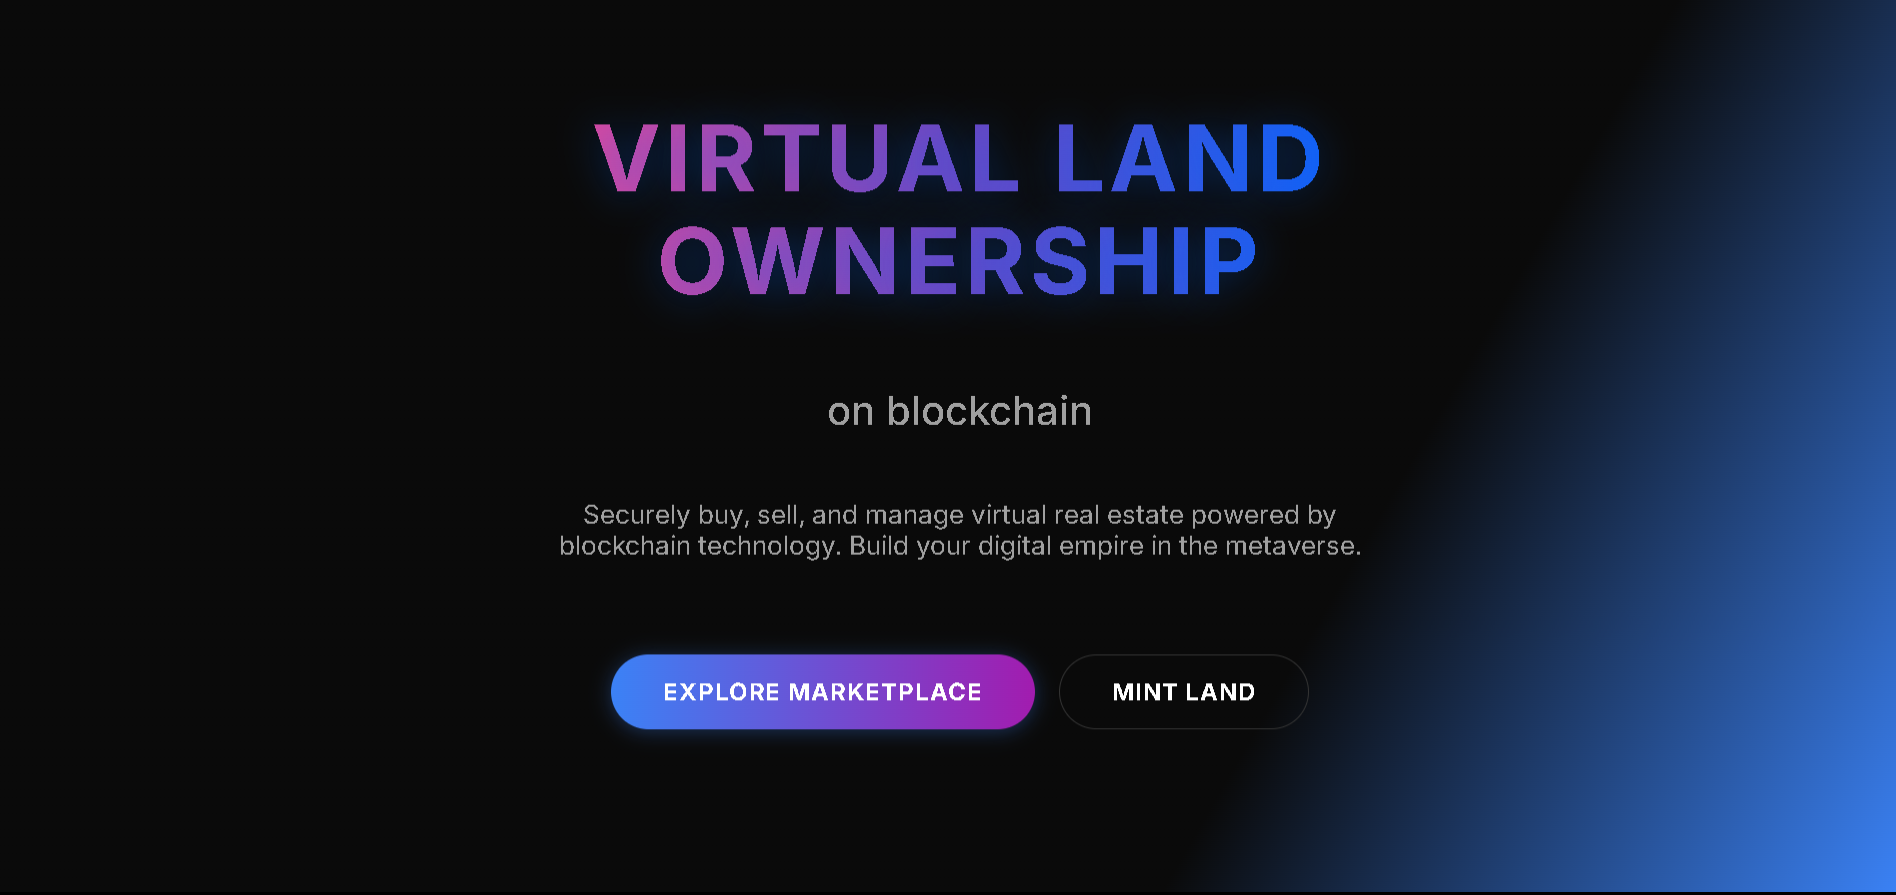 VIRTUAL LAND
OWNERSHIP
on blockchain
Securely buy, sell, and manage virtual real estate powered by
blockchain technology. Build your digital empire in the metaverse.
EXPLORE MARKETPLACE
MINT LAND